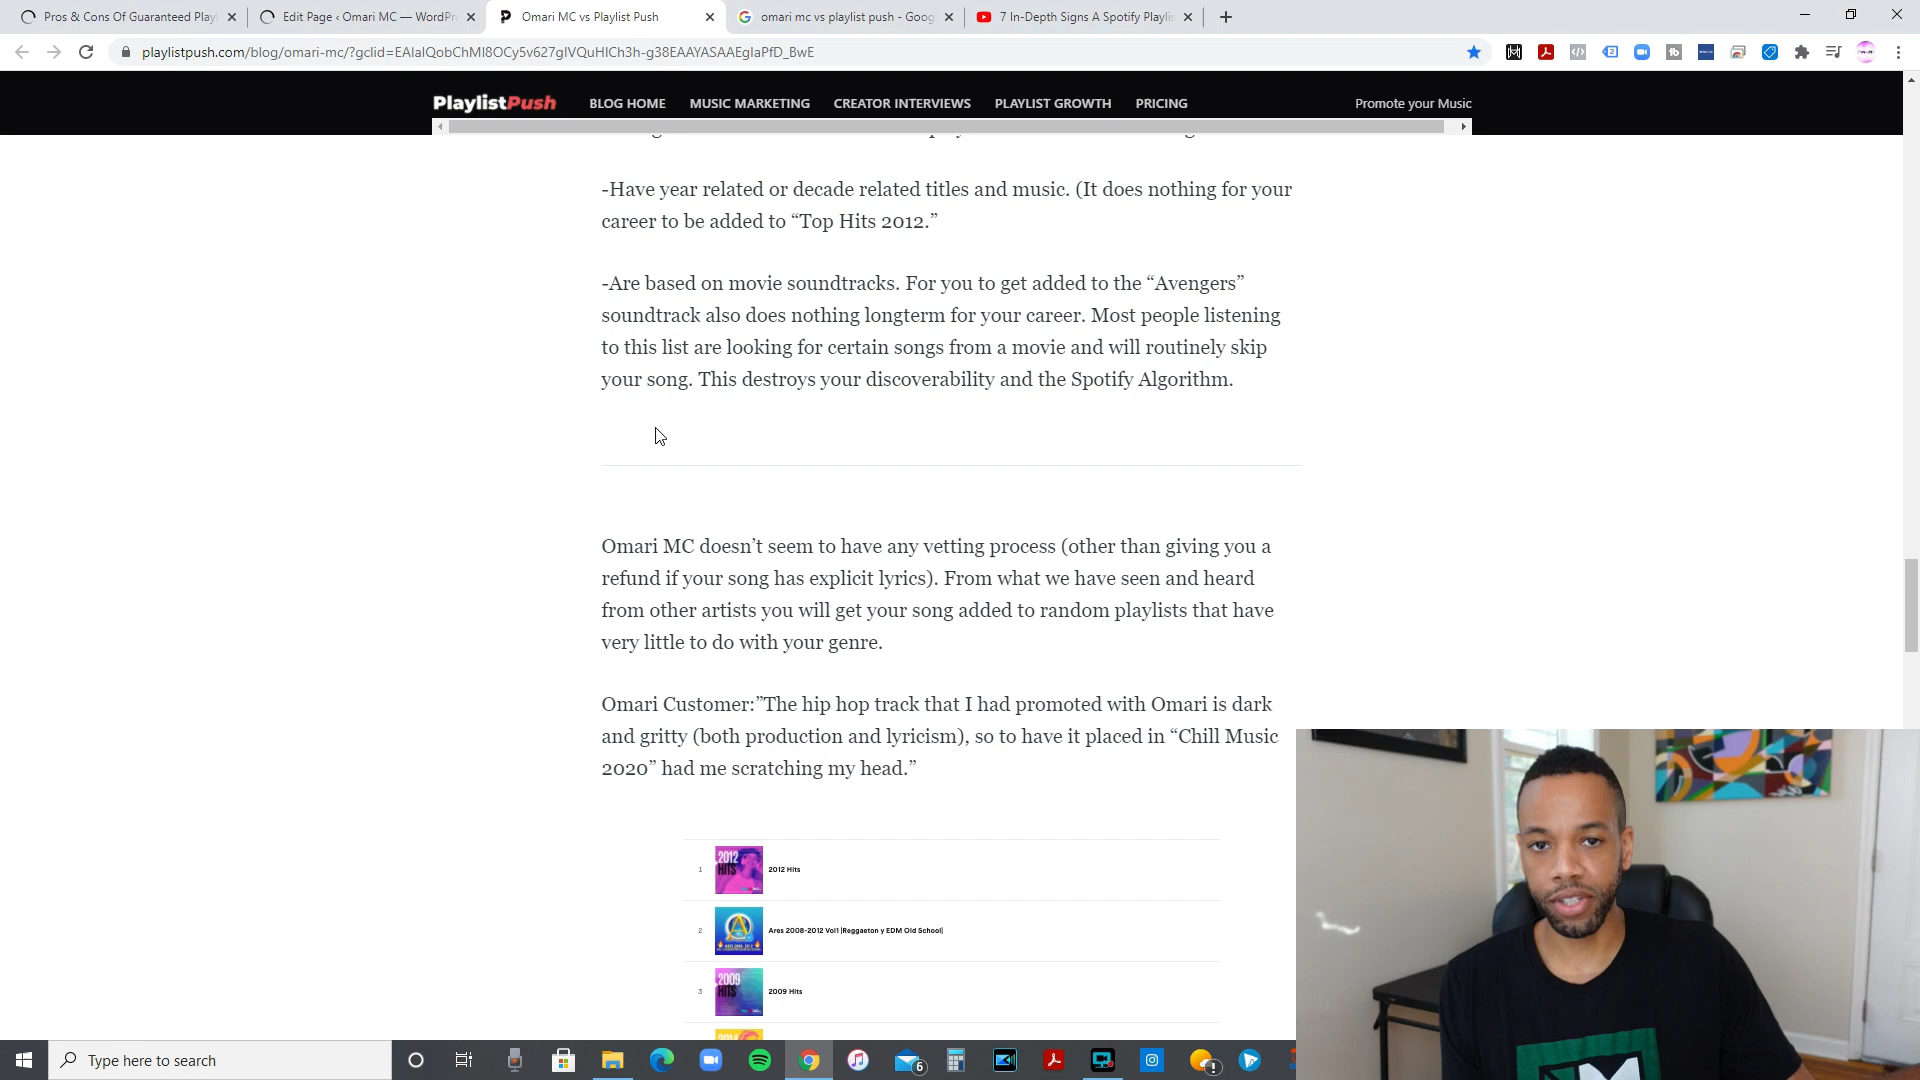 Pros & Cons Of Guaranteed Play
Edit Page ‹ Omari MC — WordPr
Omari MC vs Playlist Push
omari mc vs playlist push - Goog
7 In-Depth Signs A Spotify Playlis
playlistpush.com/blog/omari-mc/?gclid=EAIaIQobChMI8OCy5v627gIVQuHICh3h-g38EAAYASAAEgIaPfD_BwE
PlaylistPush BLOG HOME MUSIC MARKETING CREATOR INTERVIEWS PLAYLIST GROWTH PRICING Promote your Music
-Have year related or decade related titles and music. (It does nothing for your
career to be added to “Top Hits 2012.”
-Are based on movie soundtracks. For you to get added to the “Avengers”
soundtrack also does nothing longterm for your career. Most people listening
to this list are looking for certain songs from a movie and will routinely skip
your song. This destroys your discoverability and the Spotify Algorithm.
Omari MC doesn’t seem to have any vetting process (other than giving you a
refund if your song has explicit lyrics). From what we have seen and heard
from other artists you will get your song added to random playlists that have
very little to do with your genre.
Omari Customer:”The hip hop track that I had promoted with Omari is dark
and gritty (both production and lyricism), so to have it placed in “Chill Music
2020” had me scratching my head.”
1 2012 HITS 2012 Hits
2 Ares 2008-2012 Vol1 |Reggaeton y EDM Old School|
3 2009 HITS 2009 Hits
Type here to search
6